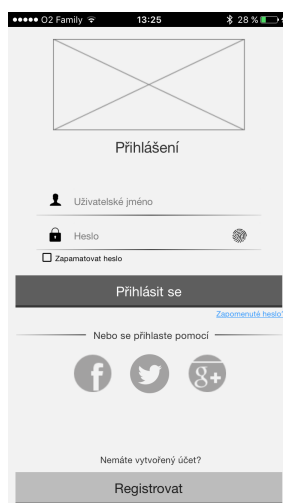 O2 Family 13:25 28 %
Přihlášení
Uživatelské jméno
Heslo
Zapamatovat heslo
Přihlásit se
Zapomenuté heslo?
Nebo se přihlaste pomocí
f g+
Nemáte vytvořený účet?
Registrovat